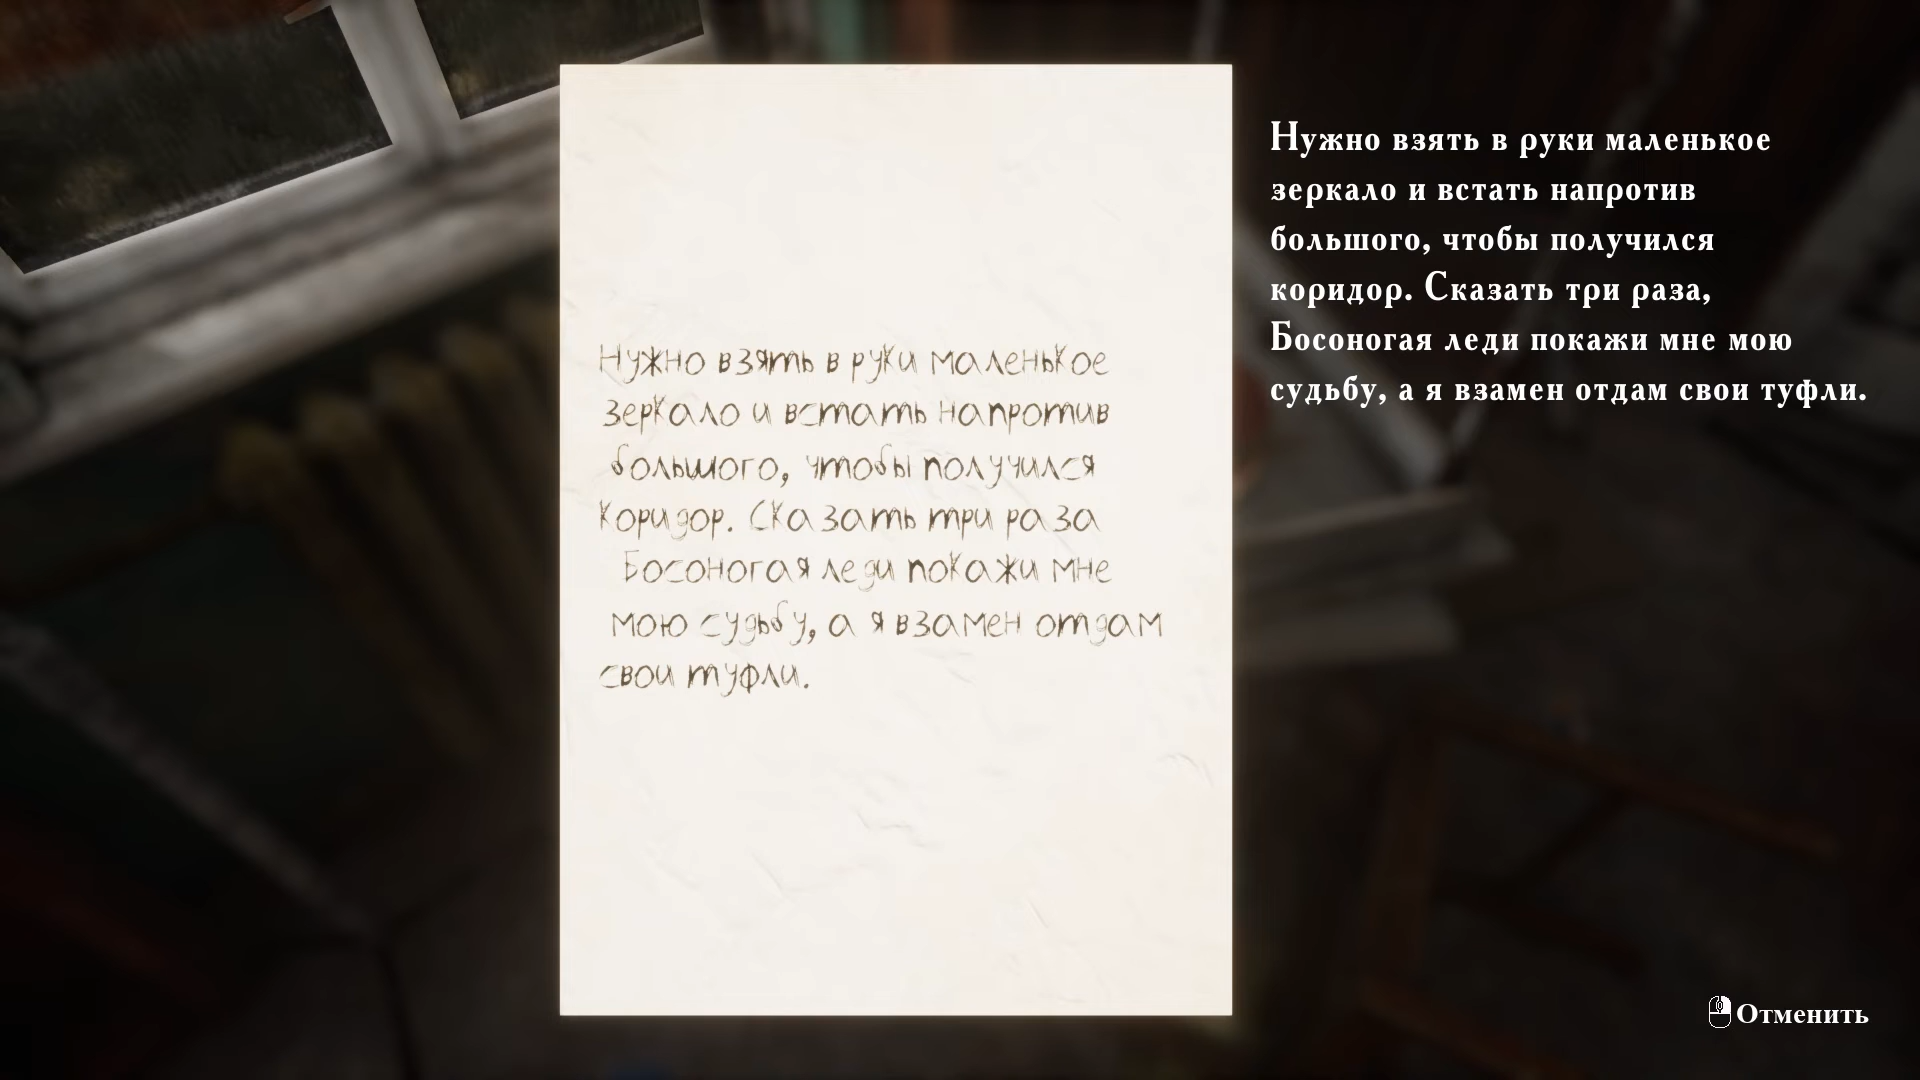 Нужно взять в руки маленькое
зеркало и встать напротив
большого, чтобы получился
коридор. Сказать три раза
Босоногая леди покажи мне
мою судьбу, а я взамен отдам
свои туфли.
Нужно взять в руки маленькое
зеркало и встать напротив
большого, чтобы получился
коридор. Сказать три раза,
Босоногая леди покажи мне мою
судьбу, а я взамен отдам свои туфли.
Отменить